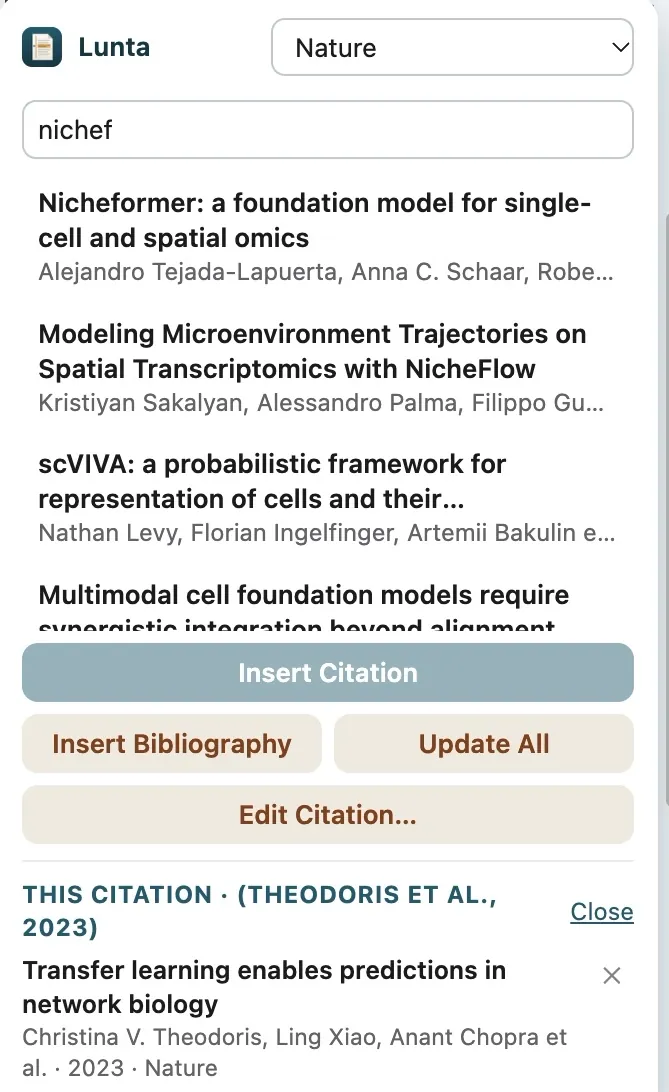 Lunta
Nature
nichef
Nicheformer: a foundation model for single-
cell and spatial omics
Alejandro Tejada-Lapuerta, Anna C. Schaar, Robe...
Modeling Microenvironment Trajectories on
Spatial Transcriptomics with NicheFlow
Kristiyan Sakalyan, Alessandro Palma, Filippo Gu...
scVIVA: a probabilistic framework for
representation of cells and their...
Nathan Levy, Florian Ingelfinger, Artemii Bakulin e...
Multimodal cell foundation models require
synergistic integration beyond alignment
Insert Citation
Insert Bibliography
Update All
Edit Citation...
THIS CITATION · (THEODORIS ET AL.,
2023)
Close
Transfer learning enables predictions in
network biology
Christina V. Theodoris, Ling Xiao, Anant Chopra et
al. · 2023 · Nature